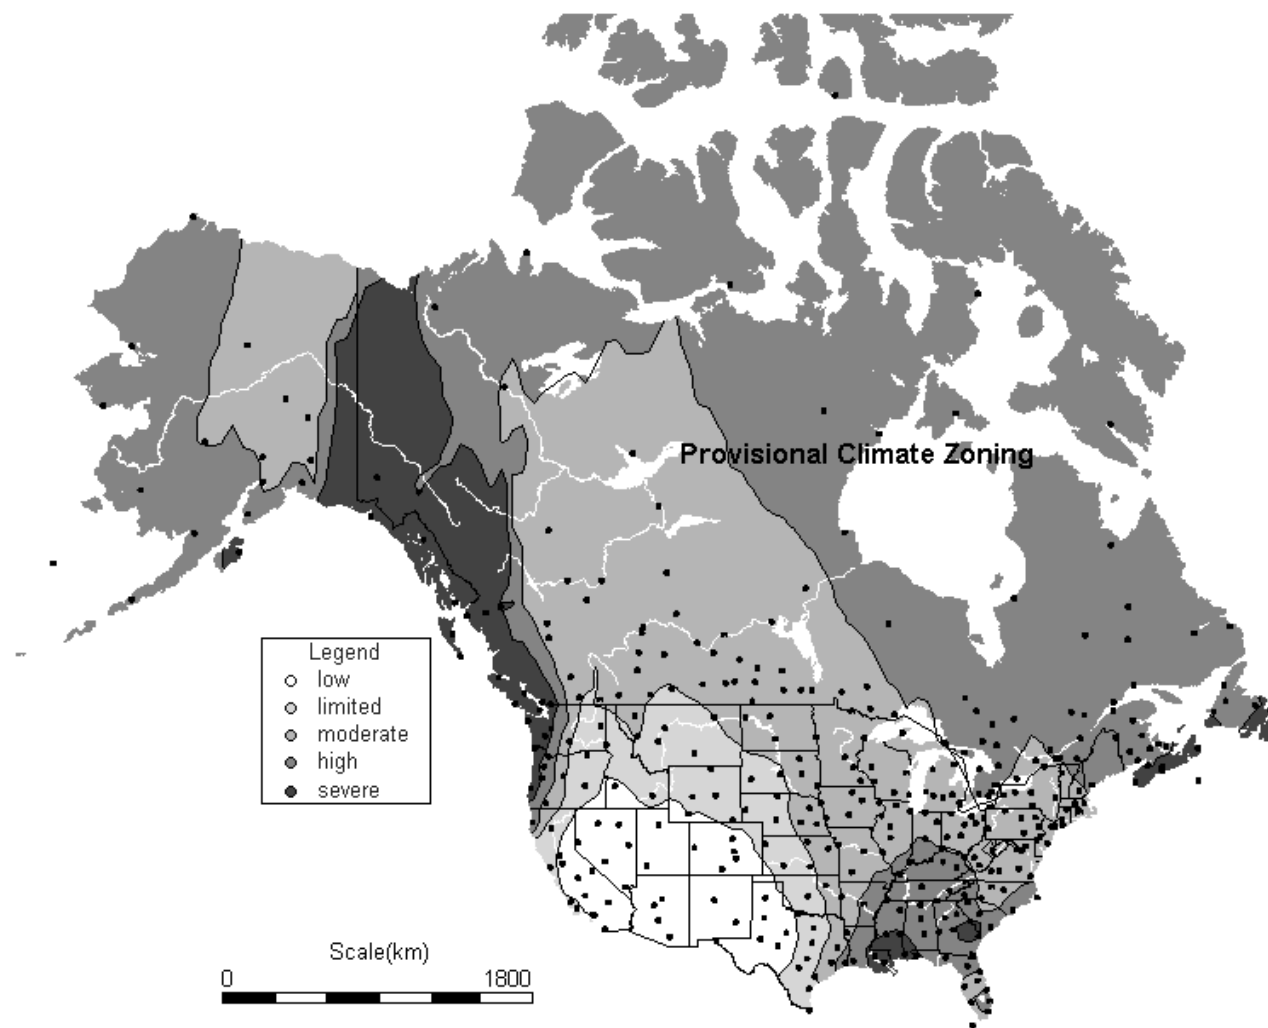 Provisional Climate Zoning
Legend
low
limited
moderate
high
severe
Scale(km)
0 1800